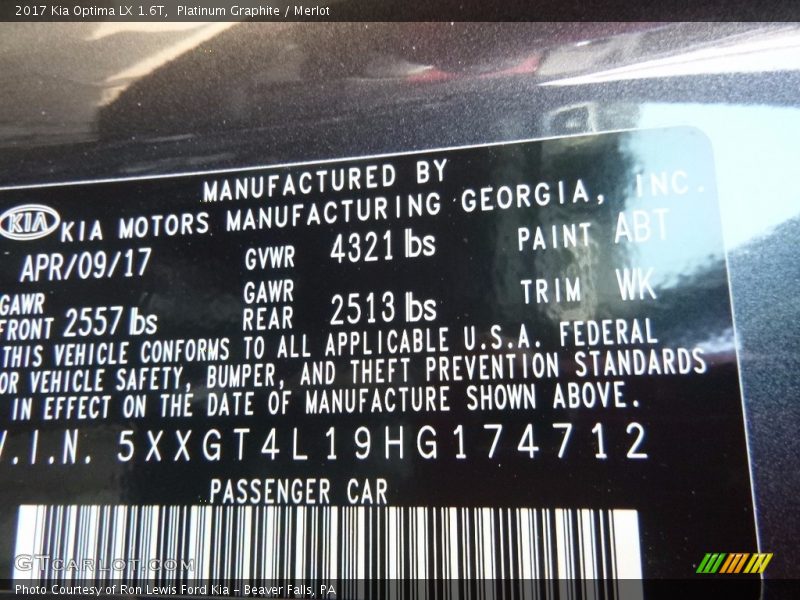 2017 Kia Optima LX 1.6T,  Platinum Graphite / Merlot
MANUFACTURED BY
KIA KIA MOTORS MANUFACTURING GEORGIA, INC.
APR/09/17 GVWR 4321 lbs PAINT ABT
GAWR FRONT 2557 lbs GAWR REAR 2513 lbs TRIM WK
THIS VEHICLE CONFORMS TO ALL APPLICABLE U.S.A. FEDERAL
OR VEHICLE SAFETY, BUMPER, AND THEFT PREVENTION STANDARDS
IN EFFECT ON THE DATE OF MANUFACTURE SHOWN ABOVE.
V.I.N. 5XXGT4L19HG174712
PASSENGER CAR
GTCARLOT.COM
Photo Courtesy of Ron Lewis Ford Kia – Beaver Falls, PA